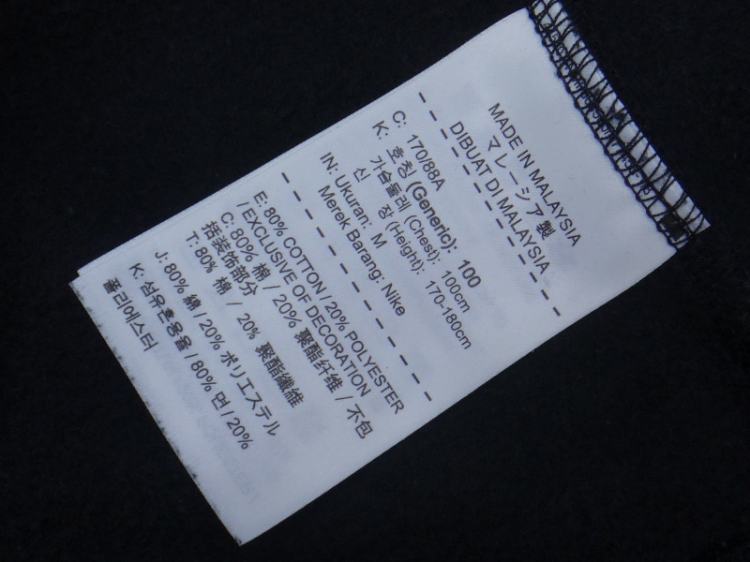 MADE IN MALAYSIA
マレーシア製
DIBUAT DI MALAYSIA
C: 170/88A
K: 호칭 (Generic): 100
가슴둘레 (Chest): 100cm
신 장 (Height): 170-180cm
IN: Ukuran: M
Merek Barang: Nike
E: 80% COTTON / 20% POLYESTER
/ EXCLUSIVE OF DECORATION
C: 80% 棉 / 20% 聚酯纤维 / 不包
括装饰部分
T: 80% 棉 / 20% 聚酯纖維
J: 80% 綿 / 20% ポリエステル
K: 섬유혼용율 / 80% 면 / 20%
폴리에스터